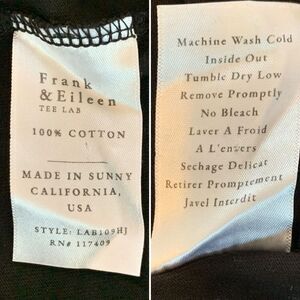 Frank
& Eileen
TEE LAB
100% COTTON
MADE IN SUNNY
CALIFORNIA,
USA
STYLE: LAB109HJ
RN# 117409
Machine Wash Cold
Inside Out
Tumble Dry Low
Remove Promptly
No Bleach
Laver A Froid
A L'envers
Sechage Delicat
Retirer Promptement
Javel Interdit